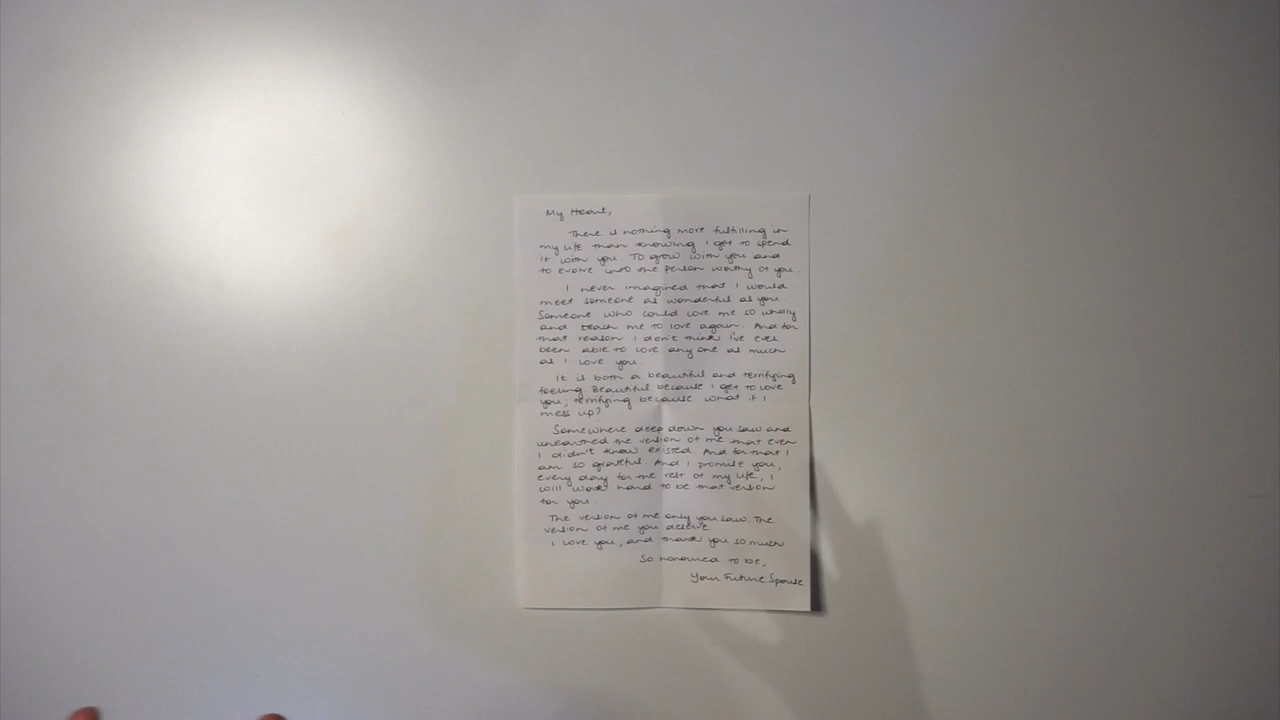 My Heart,
There is nothing more fulfilling in
my life than knowing I get to spend
it with you. To grow with you and
to evolve into the person worthy of you.
I never imagined that I would
meet someone as wonderful as you.
Someone who could love me so wholly
and teach me to love again. And for
that reason I don't think I've ever
been able to love anyone as much
as I love you.
It is both a beautiful and terrifying
feeling. Beautiful because I get to love
you, terrifying because what if I
mess up?
Somewhere deep down you saw and
unearthed the version of me that even
I didn't know existed. And for that I
am so grateful. And I promise you,
every day for the rest of my life, I
will work hard to be that version
for you.
The version of me only you saw. The
version of me you deserve.
I love you, and thank you so much.
So honoured to be,
Your Future Spouse